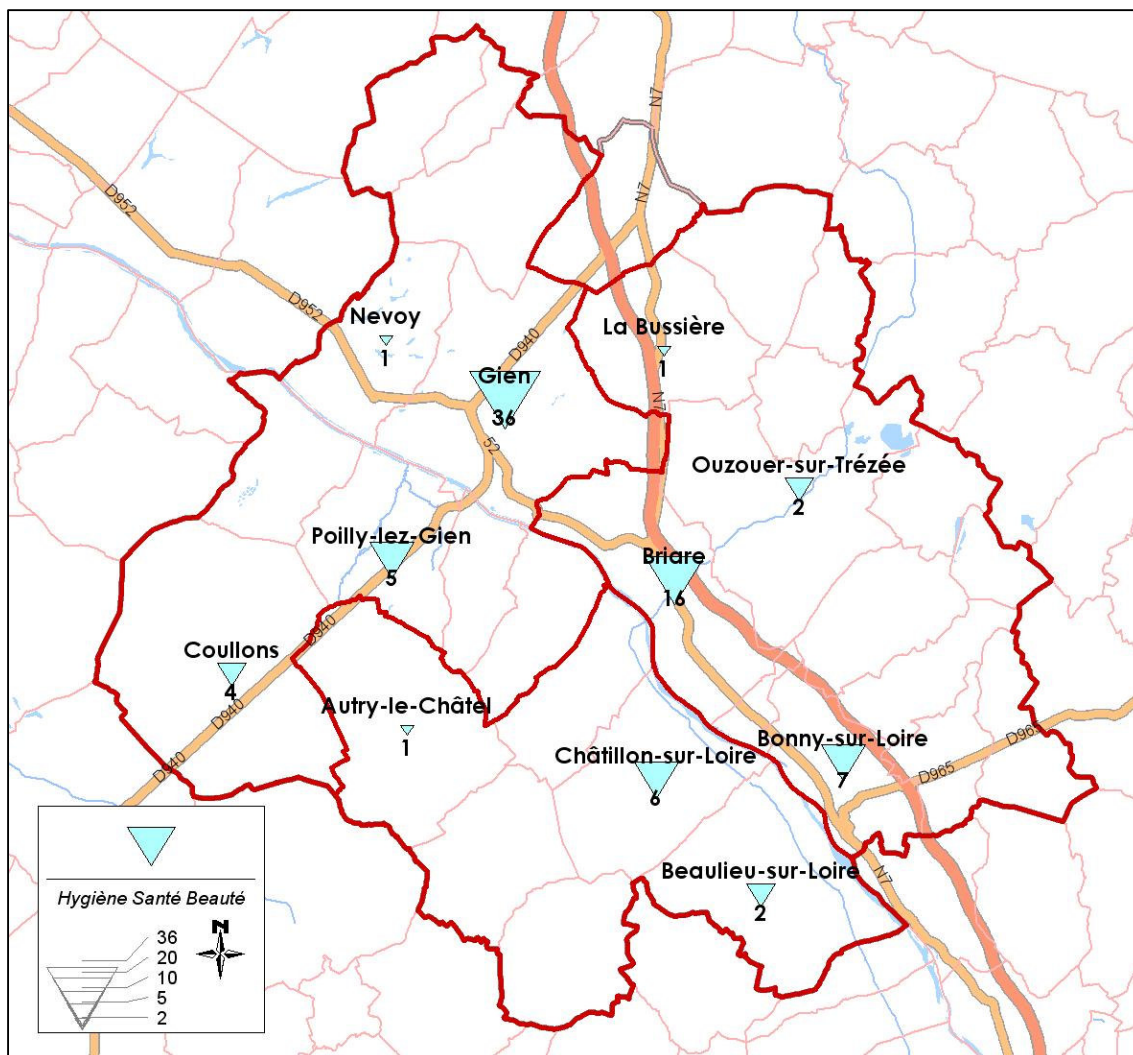 N7
D952
N7
D952
Nevoy
1
D940
La Bussière
1
Gien
36
N7
52
Ouzouer-sur-Trézée
2
Poilly-lez-Gien
5
Briare
16
D940
Coullons
4
D940
Autry-le-Châtel
1
Châtillon-sur-Loire
6
Bonny-sur-Loire
7
D965
D965
D940
Beaulieu-sur-Loire
2
N7
Hygiène Santé Beauté
N
36
20
10
5
2